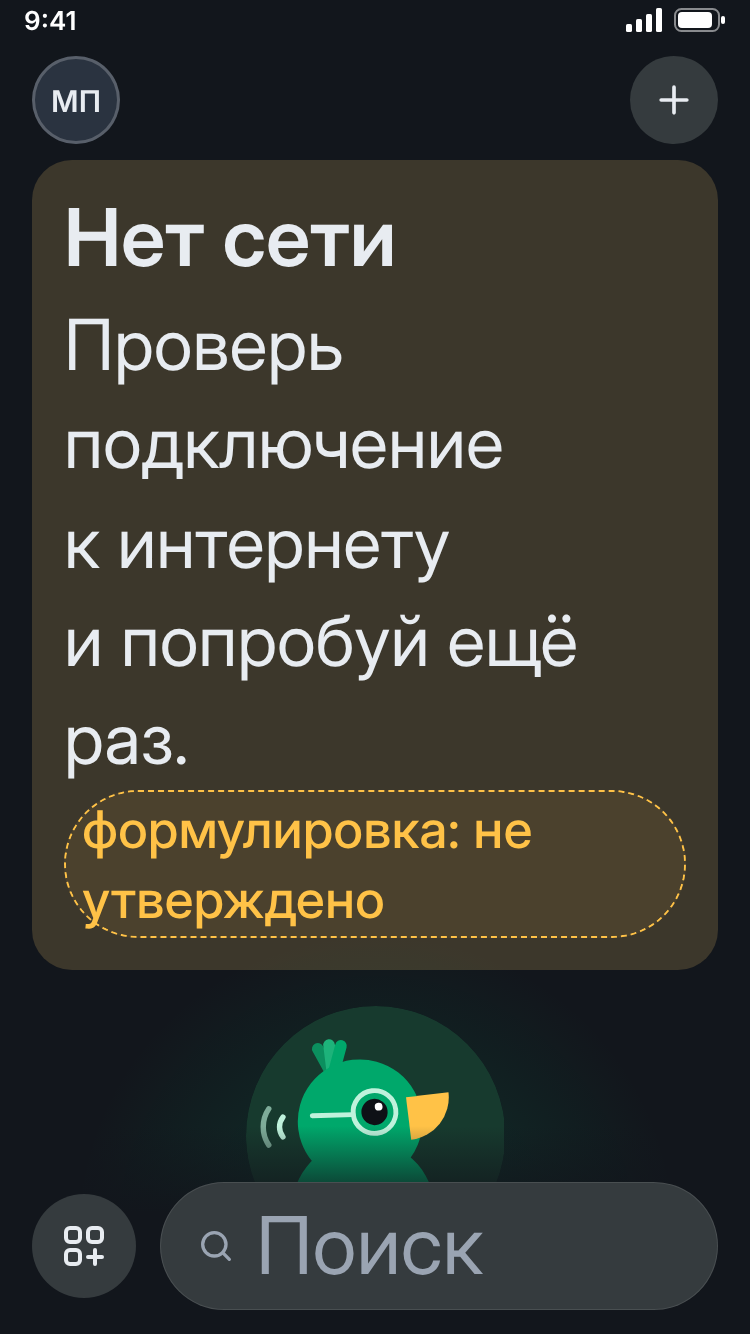 9:41
МП
Нет сети
Проверь
подключение
к интернету
и попробуй ещё
раз.
формулировка: не
утверждено
Поиск